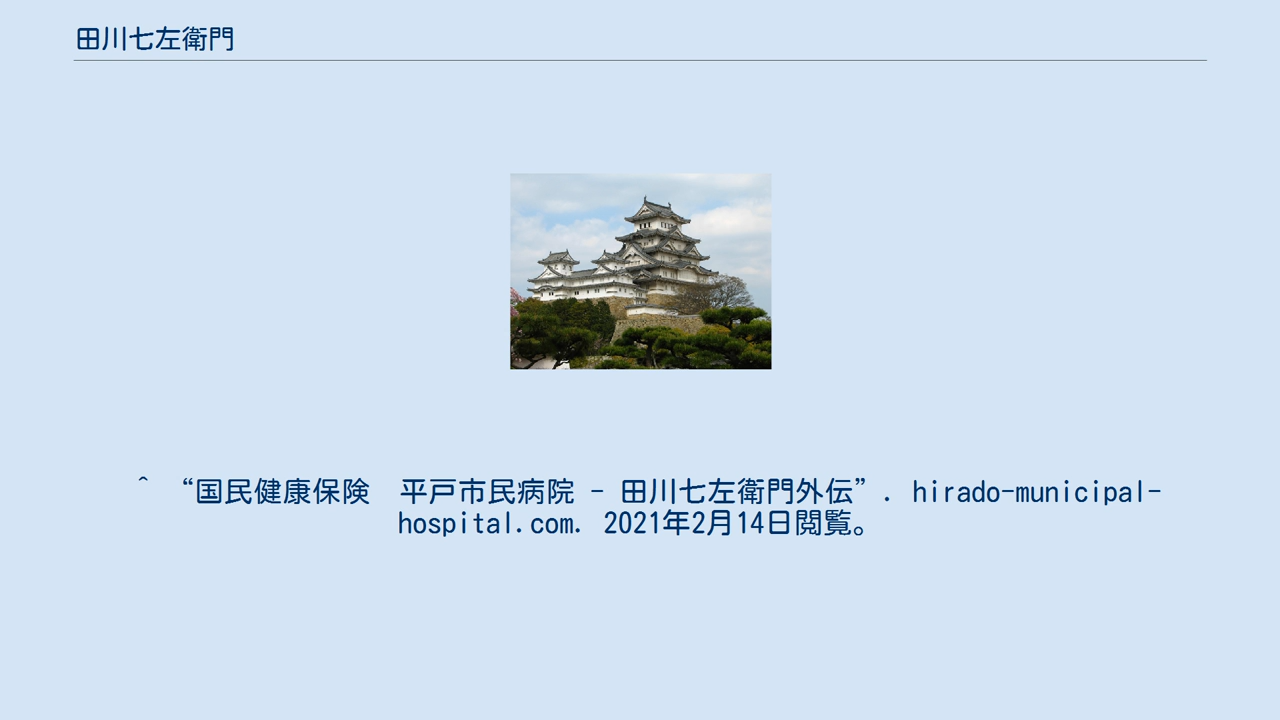 田川七左衛門
^ “国民健康保険　平戸市民病院 - 田川七左衛門外伝”. hirado-municipal-
hospital.com. 2021年2月14日閲覧。